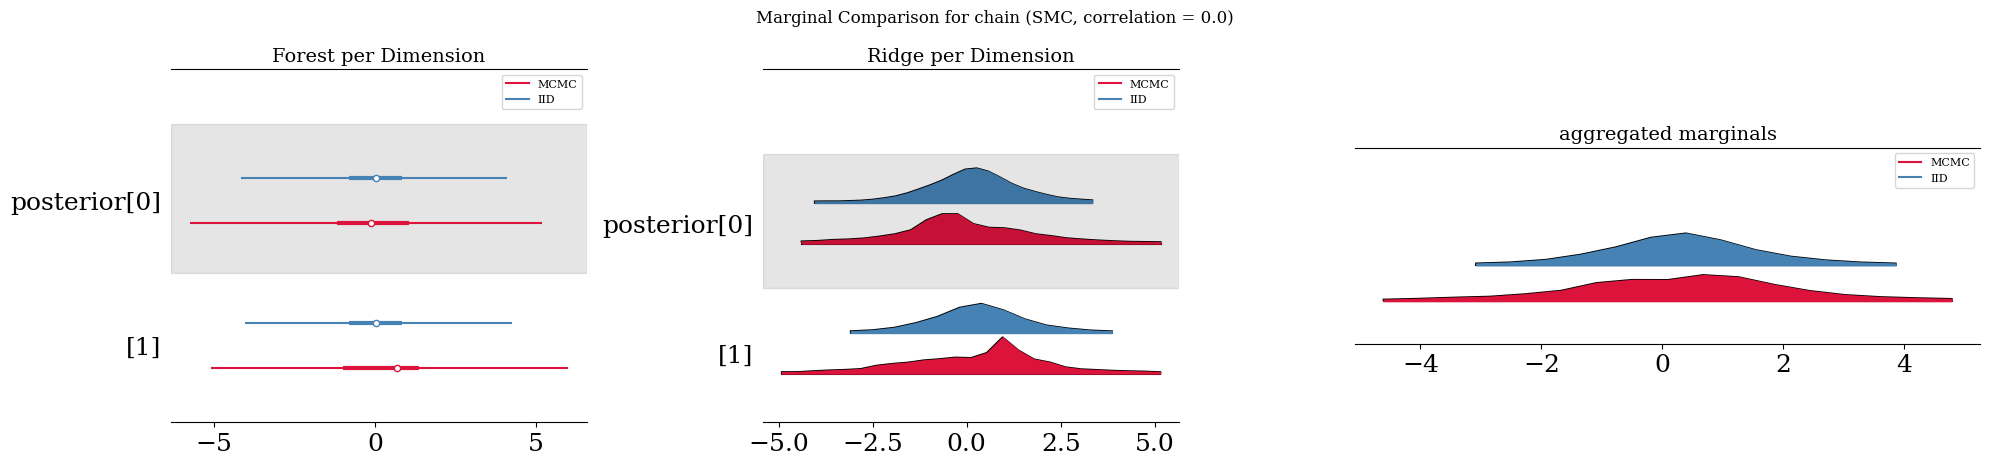 Marginal Comparison for chain (SMC, correlation = 0.0)
Forest per Dimension
MCMC
IID
posterior[0]
[1]
−5 0 5
Ridge per Dimension
MCMC
IID
posterior[0]
[1]
−5.0 −2.5 0.0 2.5 5.0
aggregated marginals
MCMC
IID
−4 −2 0 2 4